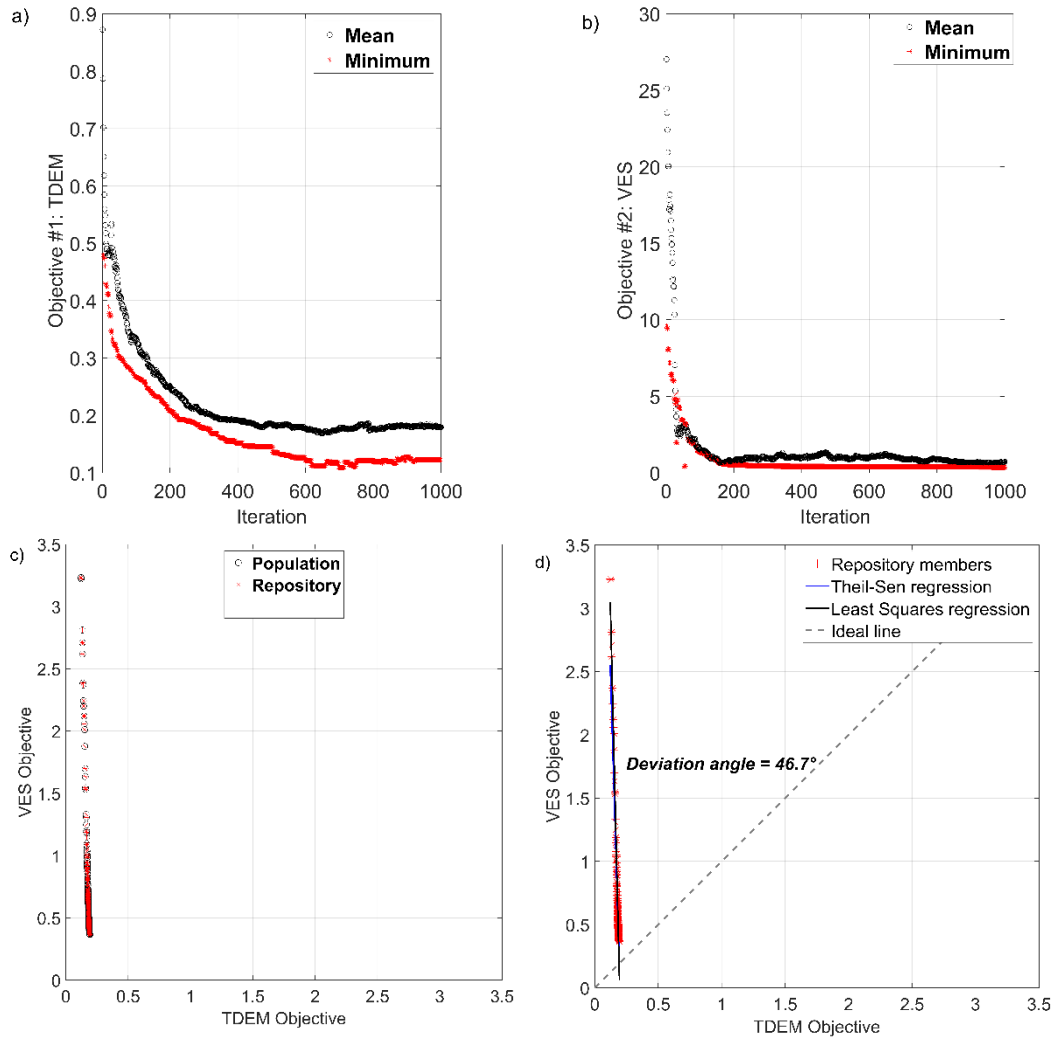 a)
0.9
0.8
0.7
0.6
0.5
0.4
0.3
0.2
0.1
Objective #1: TDEM
0 200 400 600 800 1000
Iteration
Mean
Minimum
b)
30
25
20
15
10
5
0
Objective #2: VES
0 200 400 600 800 1000
Iteration
Mean
Minimum
c)
3.5
3
2.5
2
1.5
1
0.5
0
VES Objective
0 0.5 1 1.5 2 2.5 3 3.5
TDEM Objective
Population
Repository
d)
3.5
3
2.5
2
1.5
1
0.5
0
VES Objective
0 0.5 1 1.5 2 2.5 3 3.5
TDEM Objective
Repository members
Theil-Sen regression
Least Squares regression
Ideal line
Deviation angle = 46.7°